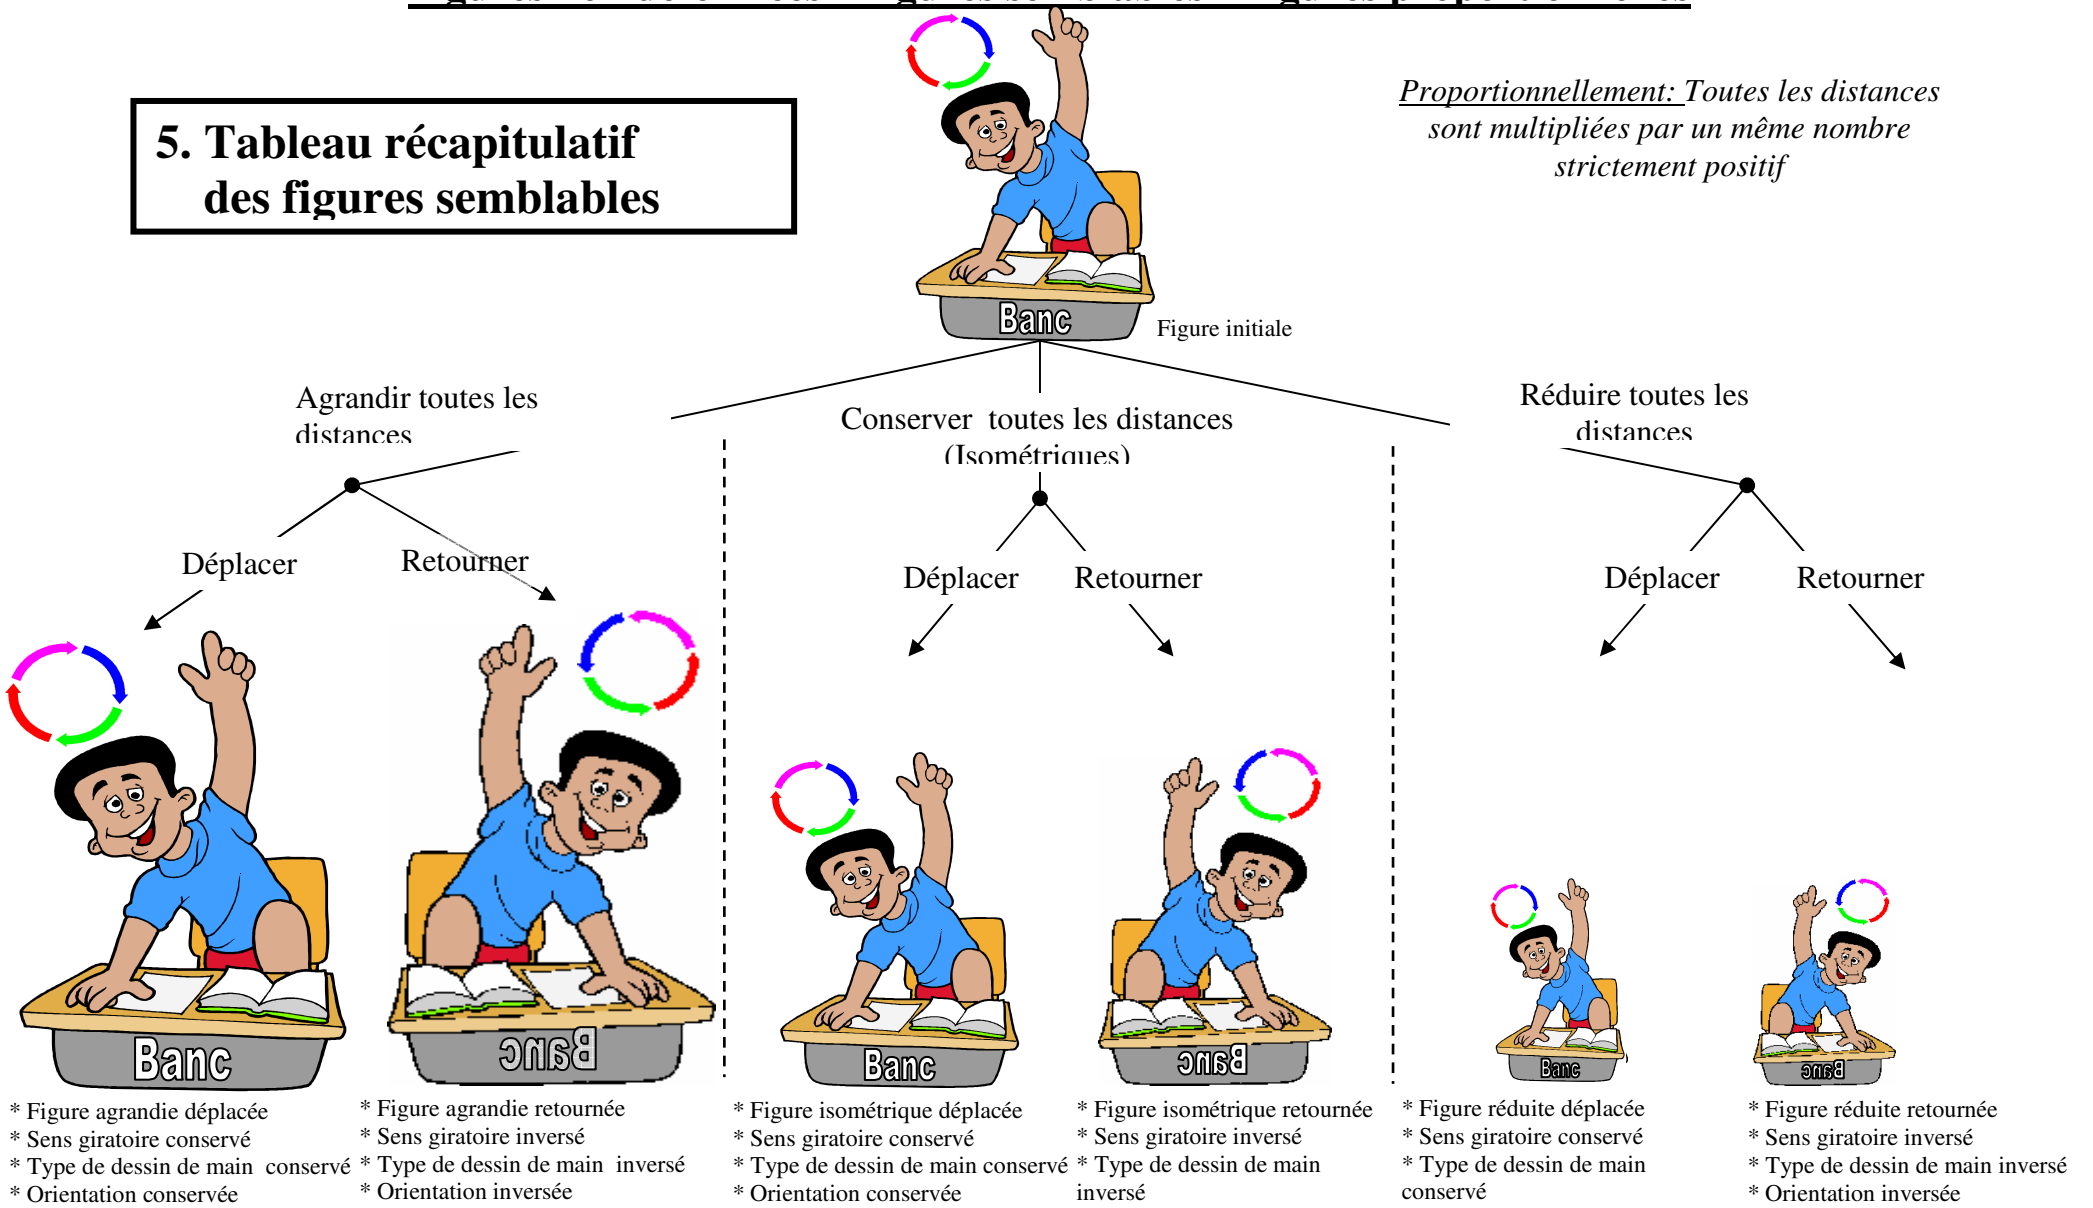 5. Tableau récapitulatif
des figures semblables
Proportionnellement: Toutes les distances
sont multipliées par un même nombre
strictement positif
Banc
Figure initiale
Agrandir toutes les
distances
Conserver toutes les distances
(Isométriques)
Réduire toutes les
distances
Déplacer
Retourner
Déplacer
Retourner
Déplacer
Retourner
Banc
Banc
Banc
Banc
Banc
Banc
* Figure agrandie déplacée
* Sens giratoire conservé
* Type de dessin de main conservé
* Orientation conservée
* Figure agrandie retournée
* Sens giratoire inversé
* Type de dessin de main inversé
* Orientation inversée
* Figure isométrique déplacée
* Sens giratoire conservé
* Type de dessin de main conservé
* Orientation conservée
* Figure isométrique retournée
* Sens giratoire inversé
* Type de dessin de main
inversé
* Figure réduite déplacée
* Sens giratoire conservé
* Type de dessin de main
conservé
* Figure réduite retournée
* Sens giratoire inversé
* Type de dessin de main inversé
* Orientation inversée